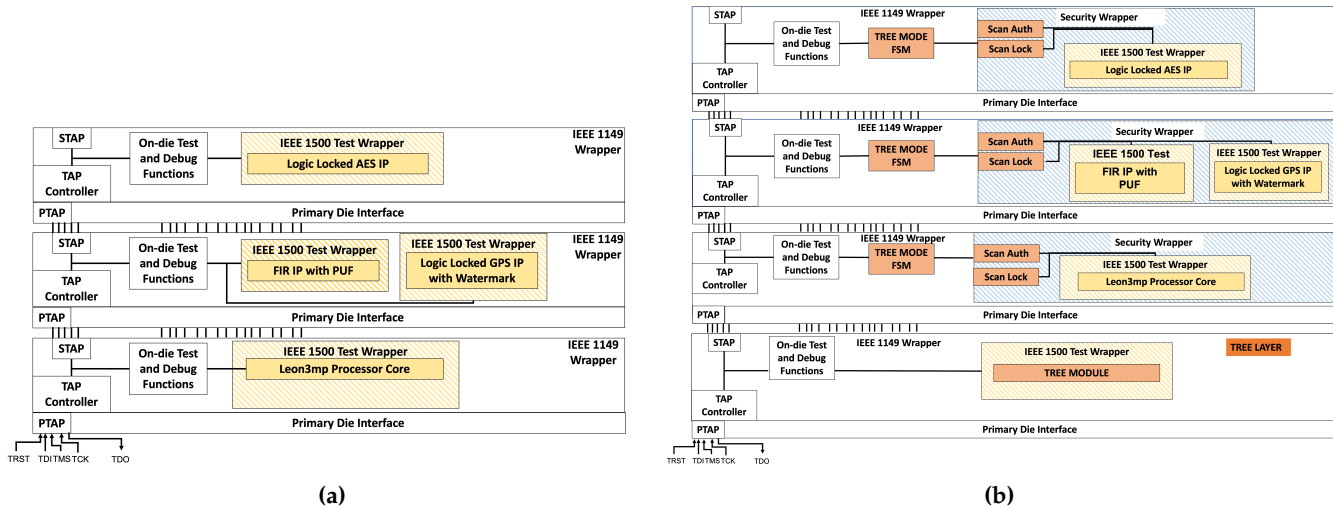 STAP
IEEE 1149
Wrapper
On-die Test
and Debug
Functions
IEEE 1500 Test Wrapper
Logic Locked AES IP
TAP
Controller
PTAP
Primary Die Interface
STAP
IEEE 1149
Wrapper
On-die Test
and Debug
Functions
IEEE 1500 Test Wrapper
FIR IP with PUF
IEEE 1500 Test Wrapper
Logic Locked GPS IP
with Watermark
TAP
Controller
PTAP
Primary Die Interface
STAP
IEEE 1149
Wrapper
On-die Test
and Debug
Functions
IEEE 1500 Test Wrapper
Leon3mp Processor Core
TAP
Controller
PTAP
Primary Die Interface
TRST
TDI
TMS
TCK
TDO
(a)
STAP
IEEE 1149 Wrapper
On-die Test
and Debug
Functions
TREE MODE
FSM
Security Wrapper
Scan Auth
Scan Lock
IEEE 1500 Test Wrapper
Logic Locked AES IP
TAP
Controller
PTAP
Primary Die Interface
STAP
IEEE 1149 Wrapper
On-die Test
and Debug
Functions
TREE MODE
FSM
Security Wrapper
Scan Auth
Scan Lock
IEEE 1500 Test
FIR IP with
PUF
IEEE 1500 Test Wrapper
Logic Locked GPS IP
with Watermark
TAP
Controller
PTAP
Primary Die Interface
STAP
IEEE 1149 Wrapper
On-die Test
and Debug
Functions
TREE MODE
FSM
Security Wrapper
Scan Auth
Scan Lock
IEEE 1500 Test Wrapper
Leon3mp Processor Core
TAP
Controller
PTAP
Primary Die Interface
STAP
IEEE 1149 Wrapper
On-die Test
and Debug
Functions
IEEE 1500 Test Wrapper
TREE MODULE
TREE LAYER
TAP
Controller
PTAP
Primary Die Interface
TRST
TDI
TMS
TCK
TDO
(b)